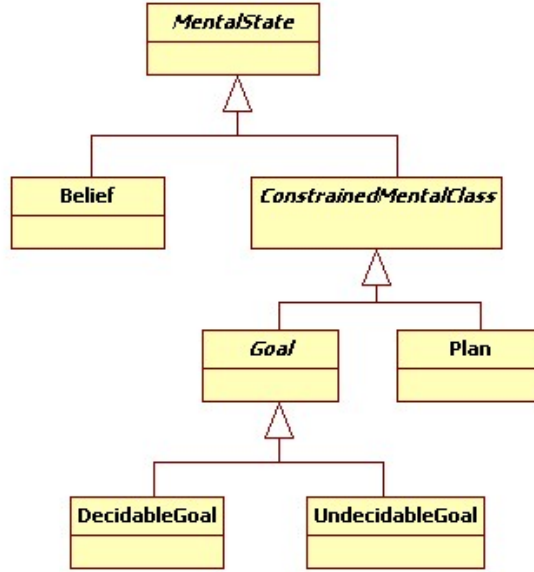 MentalState
Belief
ConstrainedMentalClass
Goal
Plan
DecidableGoal
UndecidableGoal